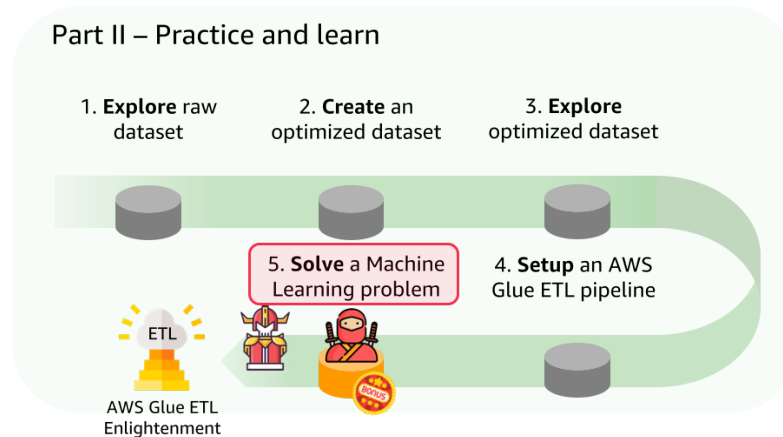 Part II – Practice and learn
1. Explore raw
dataset
2. Create an
optimized dataset
3. Explore
optimized dataset
5. Solve a Machine
Learning problem
4. Setup an AWS
Glue ETL pipeline
ETL
BONUS
AWS Glue ETL
Enlightenment